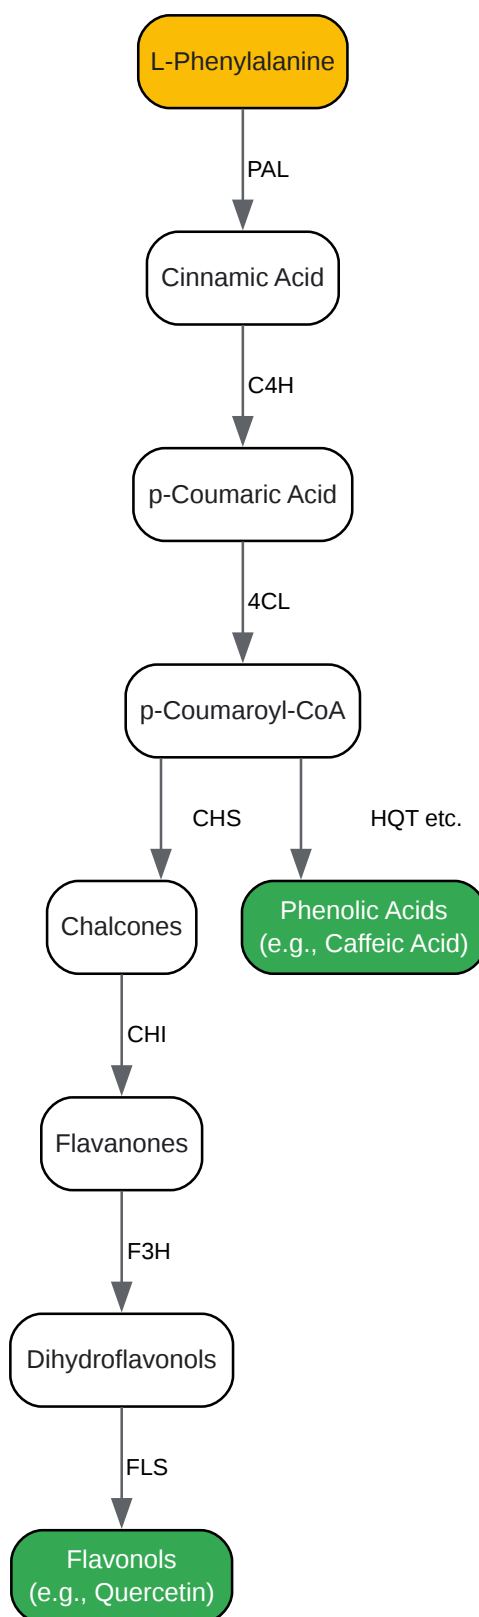 L-Phenylalanine
PAL
Cinnamic Acid
C4H
p-Coumaric Acid
4CL
p-Coumaroyl-CoA
CHS
HQT etc.
Chalcones
Phenolic Acids
(e.g., Caffeic Acid)
CHI
Flavanones
F3H
Dihydroflavonols
FLS
Flavonols
(e.g., Quercetin)